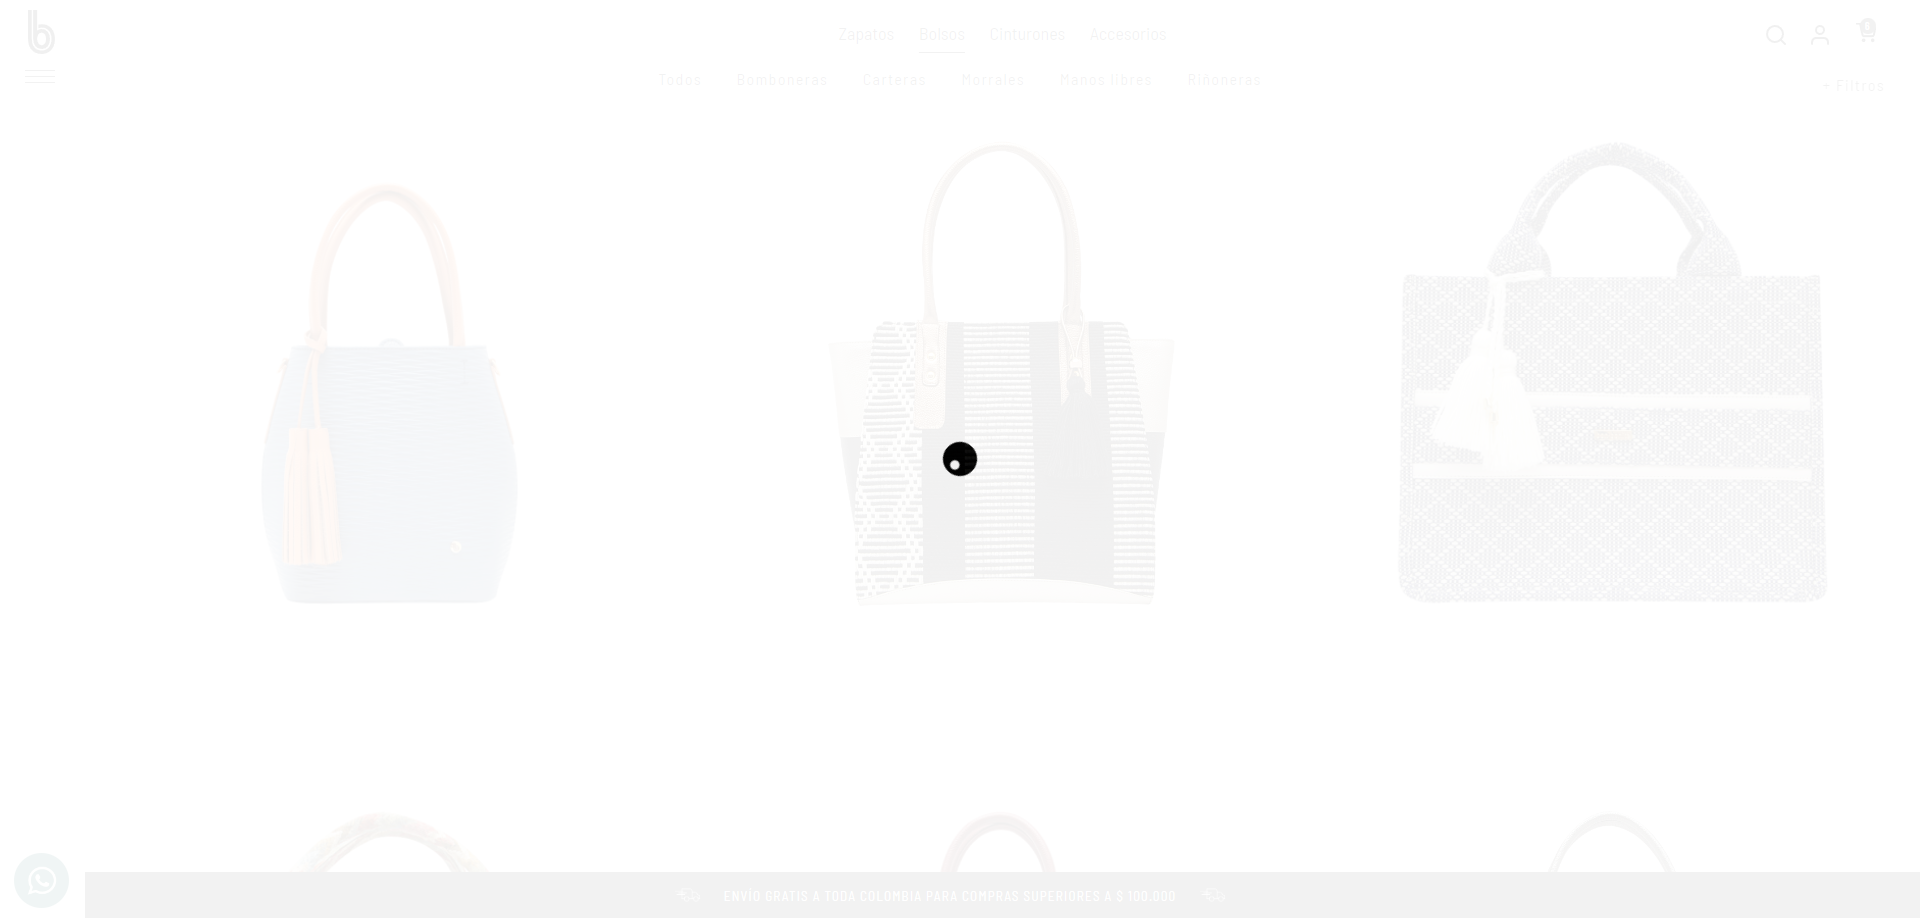 b
Zapatos Bolsos Cinturones Accesorios
Todos Bomboneras Carteras Morrales Manos libres Riñoneras
+ Filtros
ENVÍO GRATIS A TODA COLOMBIA PARA COMPRAS SUPERIORES A $ 100.000